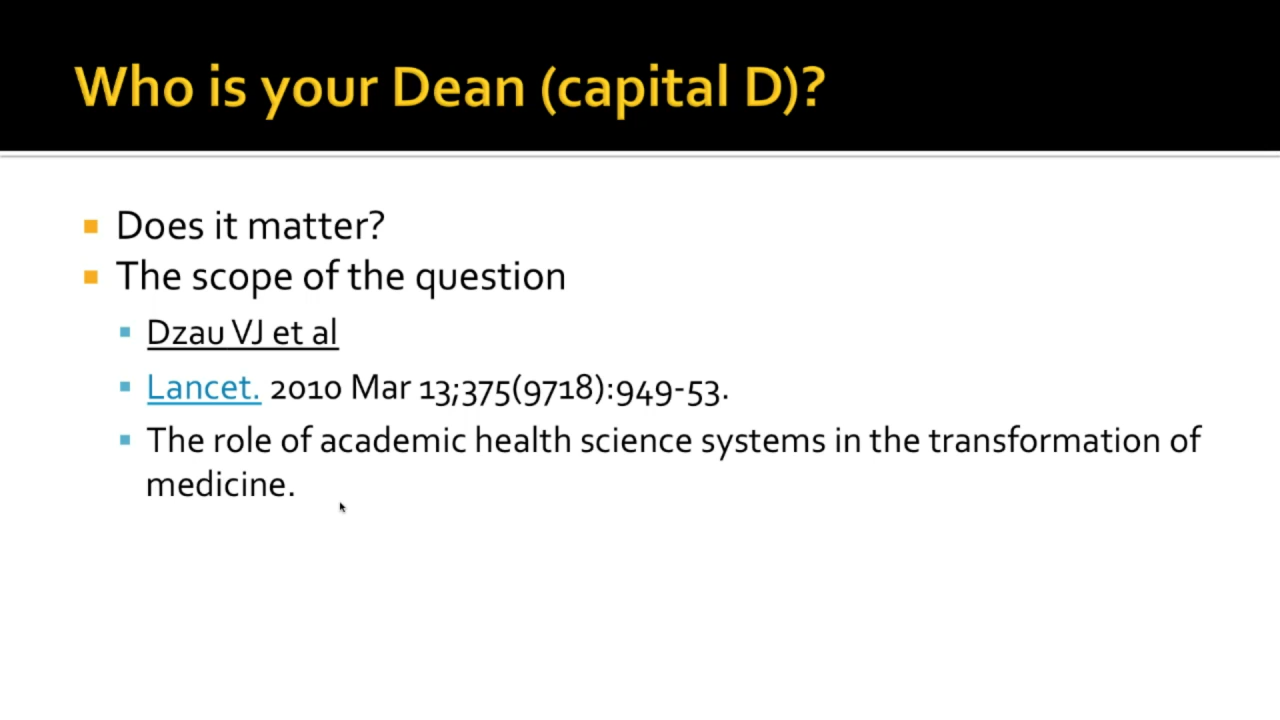 Who is your Dean (capital D)?
Does it matter?
The scope of the question
Dzau VJ et al
Lancet. 2010 Mar 13;375(9718):949-53.
The role of academic health science systems in the transformation of
medicine.